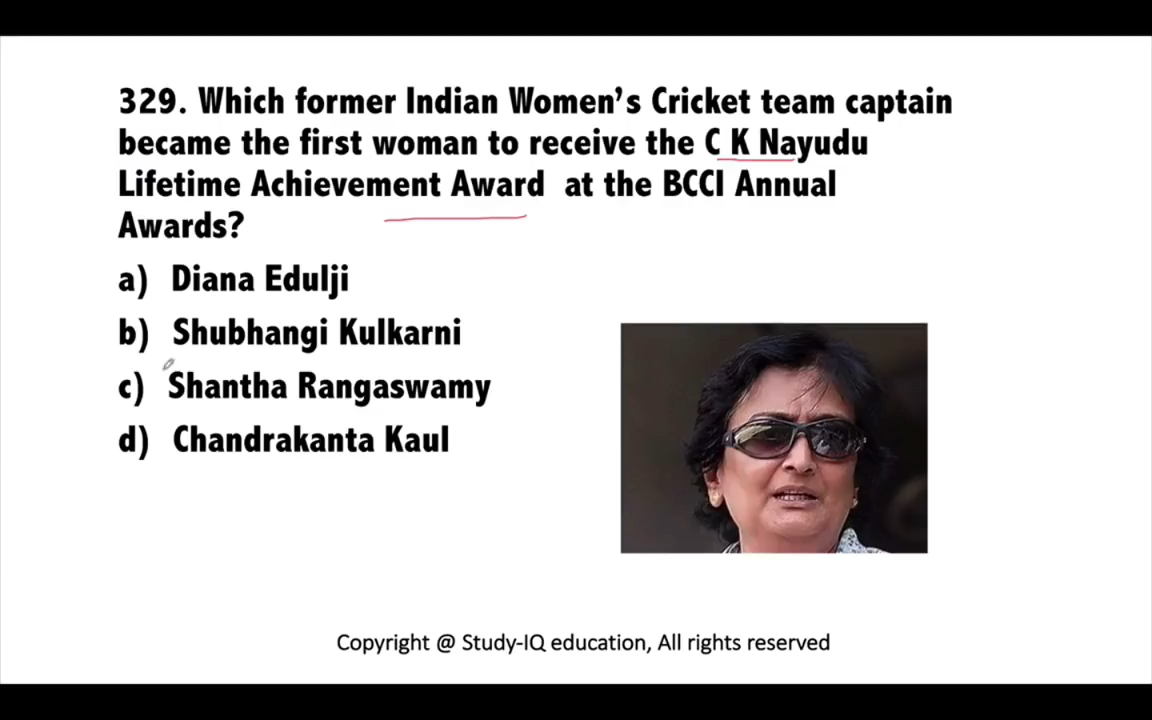 329. Which former Indian Women's Cricket team captain
became the first woman to receive the C K Nayudu
Lifetime Achievement Award at the BCCI Annual
Awards?
a) Diana Edulji
b) Shubhangi Kulkarni
c) Shantha Rangaswamy
d) Chandrakanta Kaul
Copyright @ Study-IQ education, All rights reserved